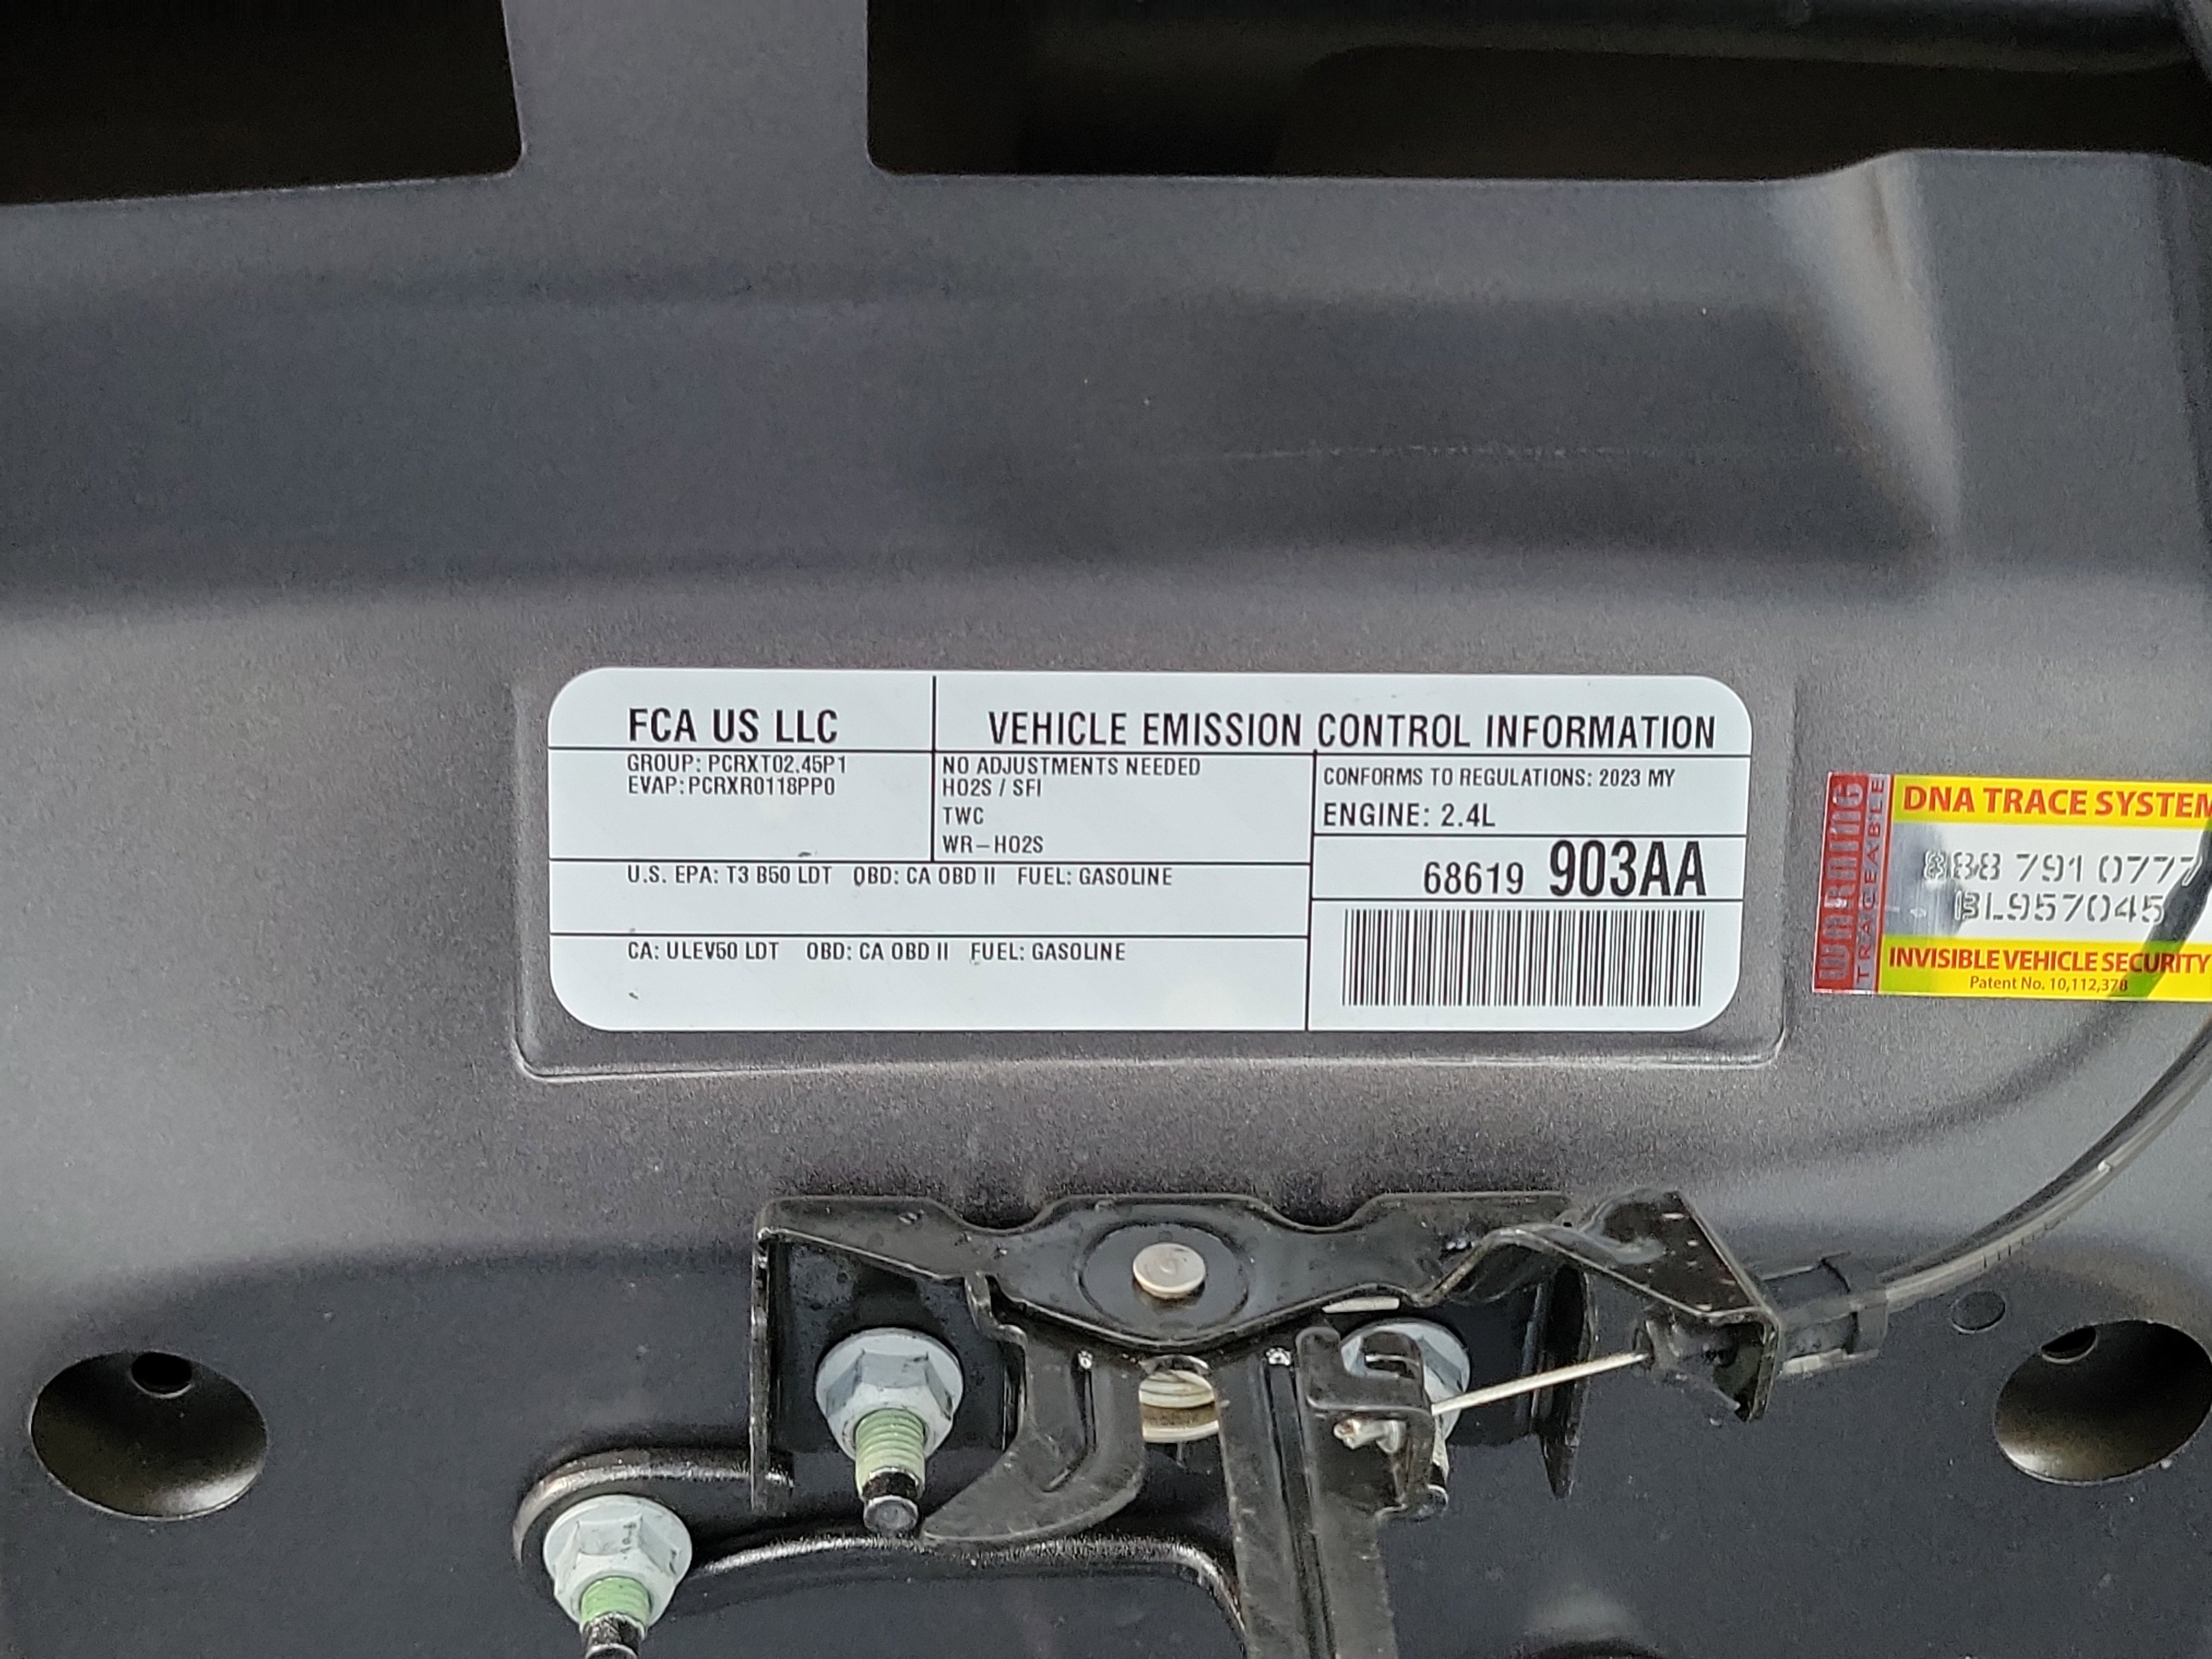 FCA US LLC
VEHICLE EMISSION CONTROL INFORMATION
GROUP: PCRXT02.45P1
EVAP: PCRXR0118PP0
NO ADJUSTMENTS NEEDED
HO2S / SFI
TWC
WR-HO2S
CONFORMS TO REGULATIONS: 2023 MY
ENGINE: 2.4L
68619 903AA
U.S. EPA: T3 B50 LDT OBD: CA OBD II FUEL: GASOLINE
CA: ULEV50 LDT OBD: CA OBD II FUEL: GASOLINE
WARNING
TRACEABLE
DNA TRACE SYSTEM
888 791 0777
BL957045
INVISIBLE VEHICLE SECURITY
Patent No. 10,112,378